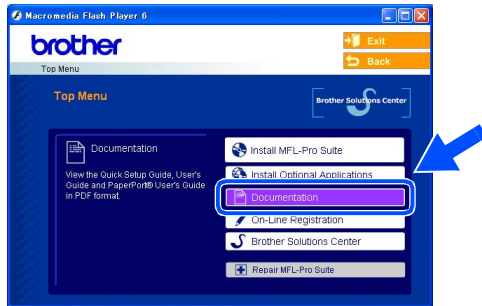 Macromedia Flash Player 6
brother
Exit
Back
Top Menu
Top Menu
Brother Solutions Center
Documentation
View the Quick Setup Guide, User's
Guide and PaperPort® User's Guide
in PDF format.
Install MFL-Pro Suite
Install Optional Applications
Documentation
On-Line Registration
Brother Solutions Center
Repair MFL-Pro Suite